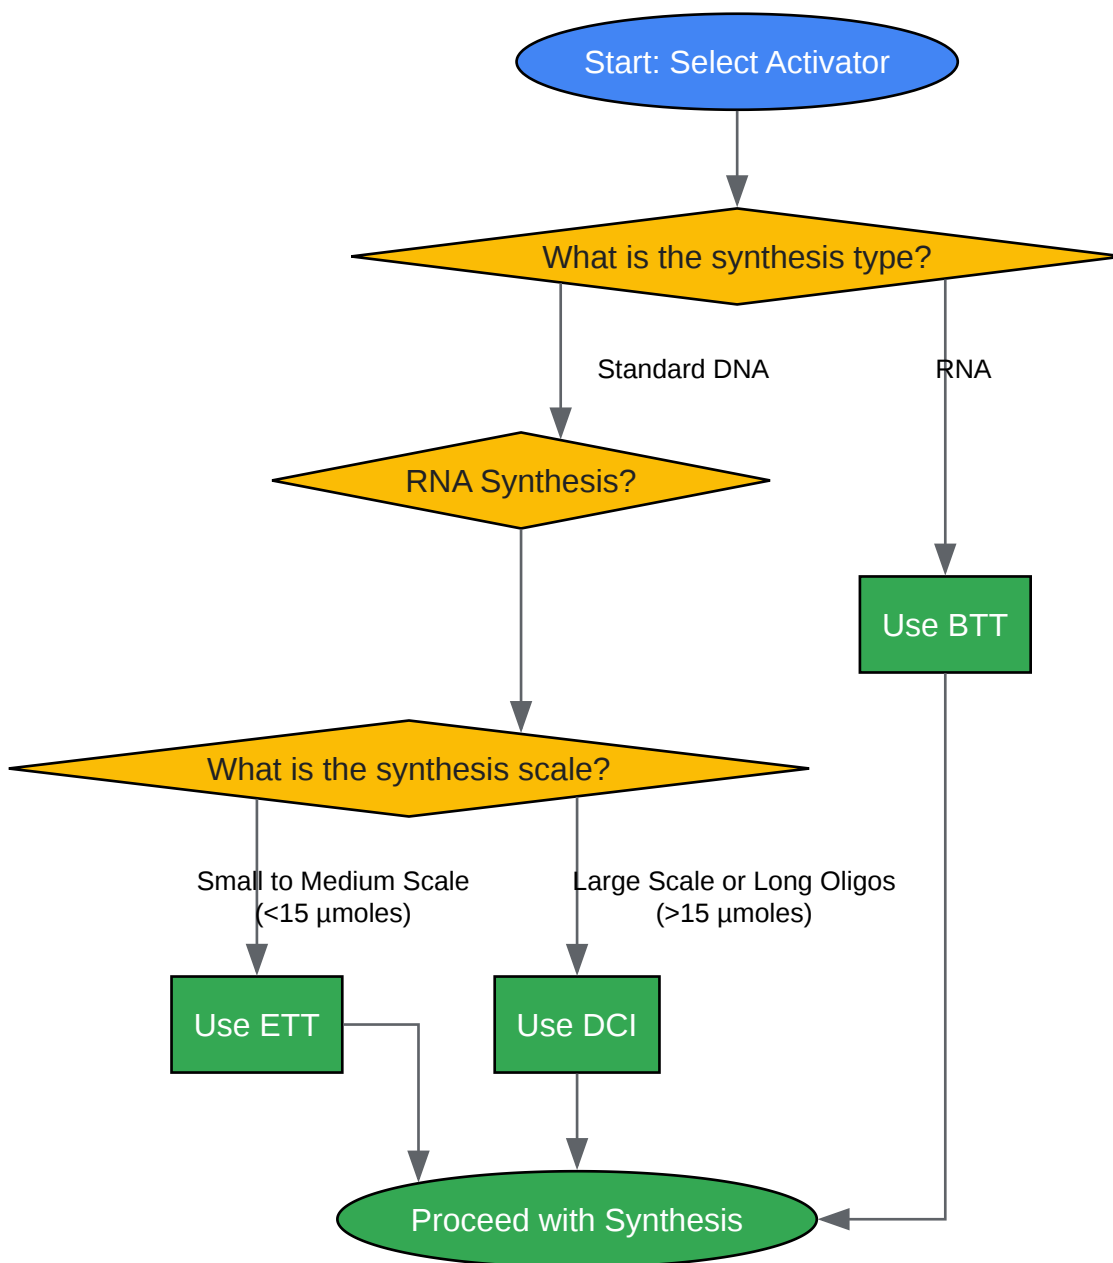 Start: Select Activator
What is the synthesis type?
Standard DNA
RNA
RNA Synthesis?
Use BTT
What is the synthesis scale?
Small to Medium Scale
(<15 µmoles)
Large Scale or Long Oligos
(>15 µmoles)
Use ETT
Use DCI
Proceed with Synthesis